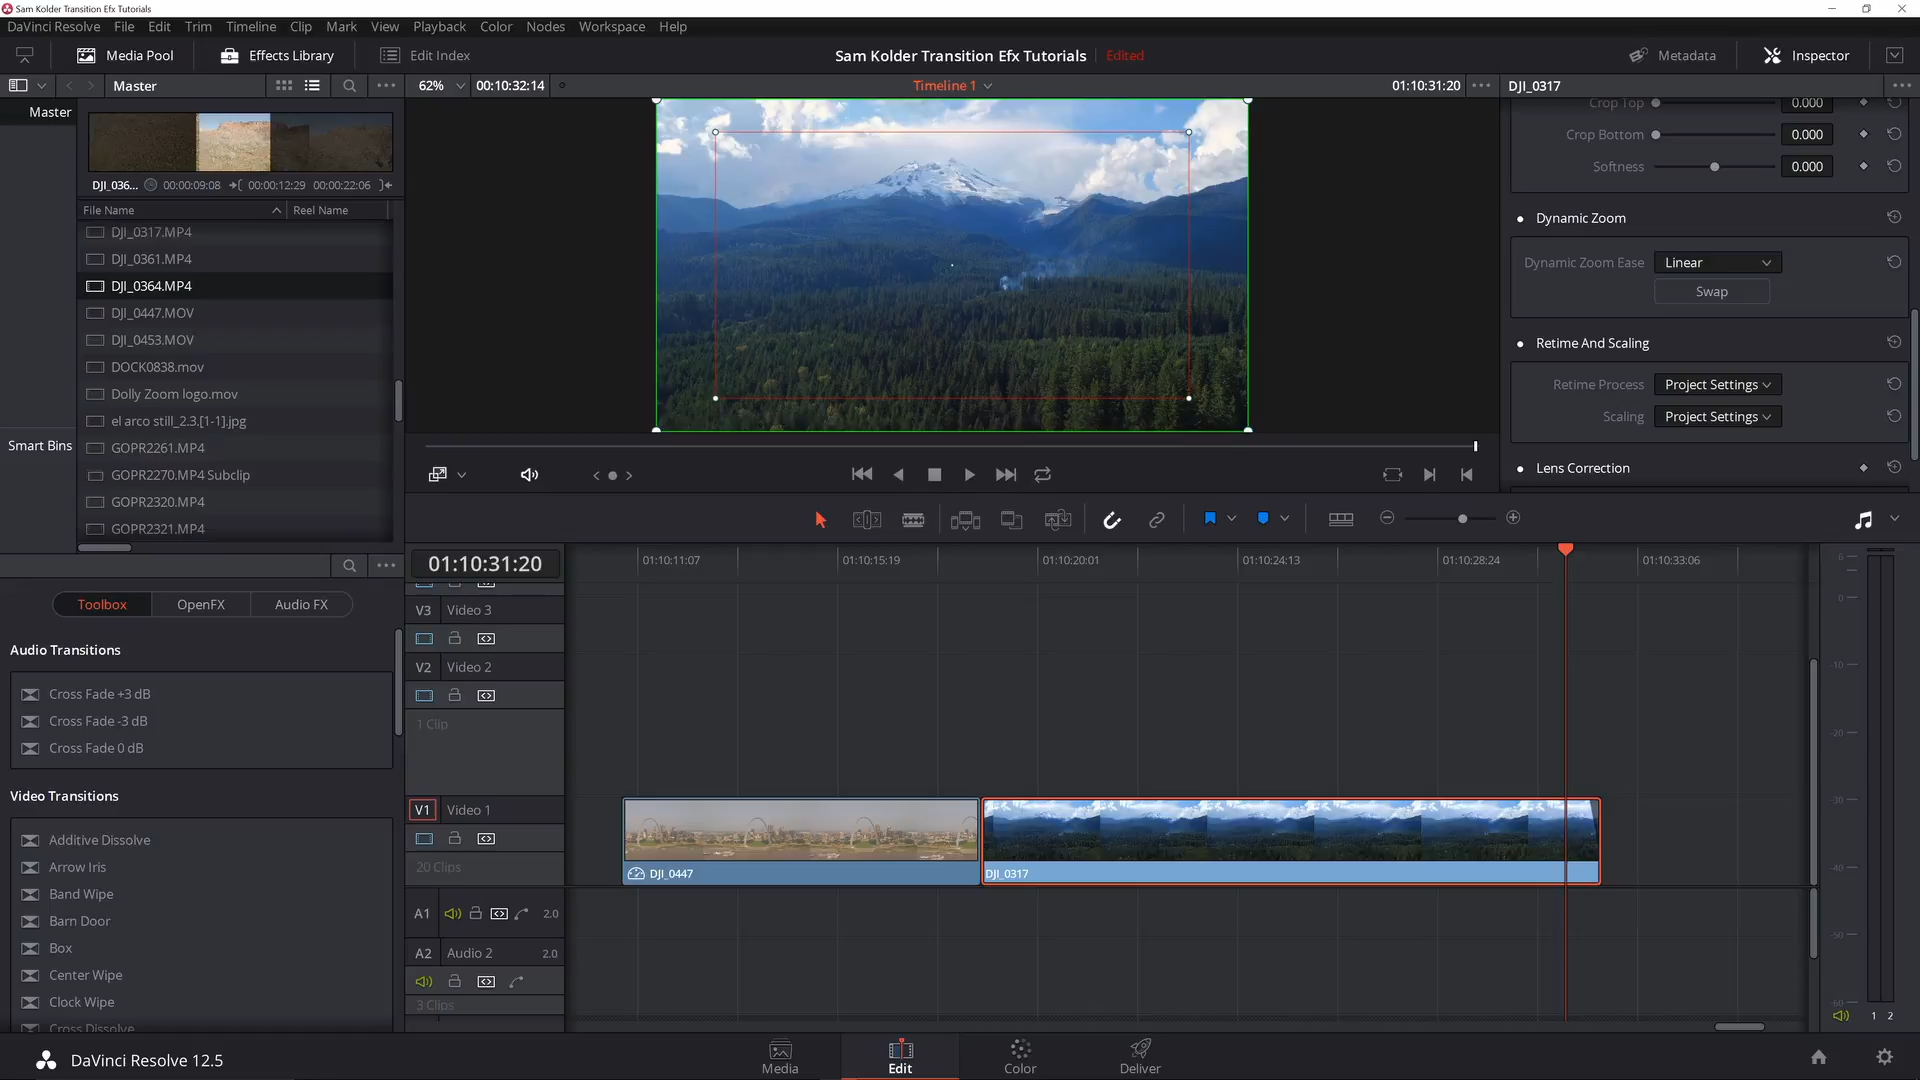 Sam Kolder Transition Efx Tutorials
DaVinci Resolve File Edit Trim Timeline Clip Mark View Playback Color Nodes Workspace Help
Media Pool Effects Library Edit Index Sam Kolder Transition Efx Tutorials Edited Metadata Inspector
Master 62% 00:10:32:14 Timeline 1 01:10:31:20 DJI_0317
Master
DJI_036... 00:00:09:08 00:00:12:29 00:00:22:06
File Name Reel Name
DJI_0317.MP4
DJI_0361.MP4
DJI_0364.MP4
DJI_0447.MOV
DJI_0453.MOV
DOCK0838.mov
Dolly Zoom logo.mov
el arco still_2.3.[1-1].jpg
GOPR2261.MP4
GOPR2270.MP4 Subclip
GOPR2320.MP4
GOPR2321.MP4
Smart Bins
Crop Top 0.000
Crop Bottom 0.000
Softness 0.000
Dynamic Zoom
Dynamic Zoom Ease Linear
Swap
Retime And Scaling
Retime Process Project Settings
Scaling Project Settings
Lens Correction
Toolbox OpenFX Audio FX
Audio Transitions
Cross Fade +3 dB
Cross Fade -3 dB
Cross Fade 0 dB
Video Transitions
Additive Dissolve
Arrow Iris
Band Wipe
Barn Door
Box
Center Wipe
Clock Wipe
Cross Dissolve
01:10:31:20
01:10:11:07 01:10:15:19 01:10:20:01 01:10:24:13 01:10:28:24 01:10:33:06
V3 Video 3
V2 Video 2
1 Clip
V1 Video 1
20 Clips
DJI_0447 DJI_0317
A1 2.0
A2 Audio 2 2.0
3 Clips
6
0
-10
-20
-30
-40
-50
-60
1 2
DaVinci Resolve 12.5 Media Edit Color Deliver